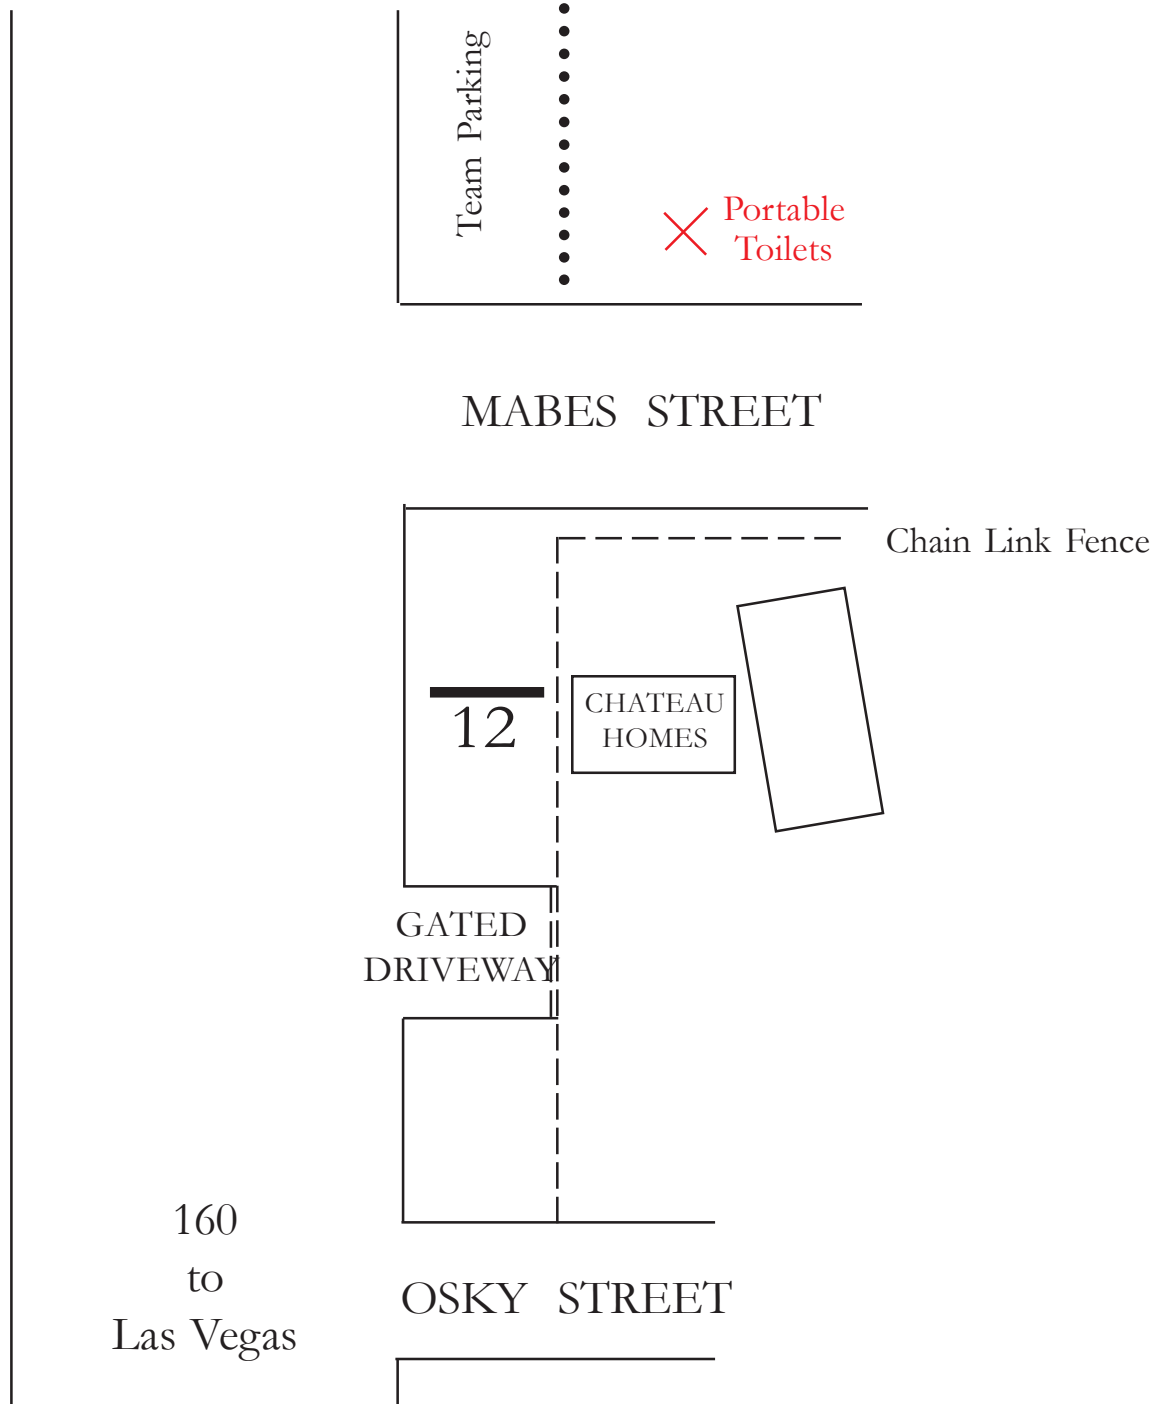 Team Parking
Portable
Toilets
MABES STREET
Chain Link Fence
12
CHATEAU
HOMES
GATED
DRIVEWAY
160
to
Las Vegas
OSKY STREET